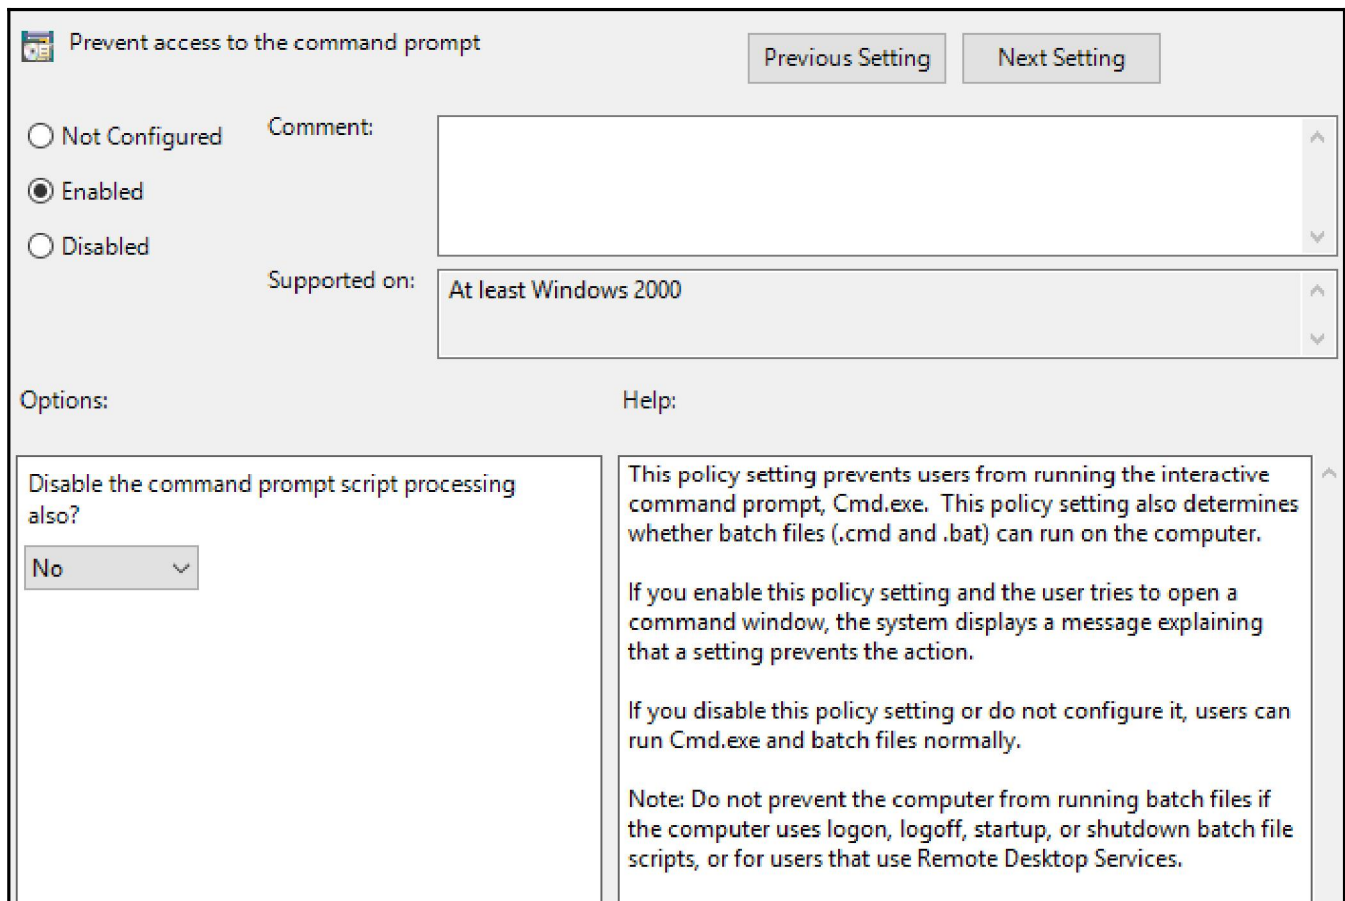 Prevent access to the command prompt
Previous Setting
Next Setting
Not Configured
Comment:
Enabled
Disabled
Supported on:
At least Windows 2000
Options:
Help:
Disable the command prompt script processing
also?
No
This policy setting prevents users from running the interactive
command prompt, Cmd.exe.  This policy setting also determines
whether batch files (.cmd and .bat) can run on the computer.
If you enable this policy setting and the user tries to open a
command window, the system displays a message explaining
that a setting prevents the action.
If you disable this policy setting or do not configure it, users can
run Cmd.exe and batch files normally.
Note: Do not prevent the computer from running batch files if
the computer uses logon, logoff, startup, or shutdown batch file
scripts, or for users that use Remote Desktop Services.